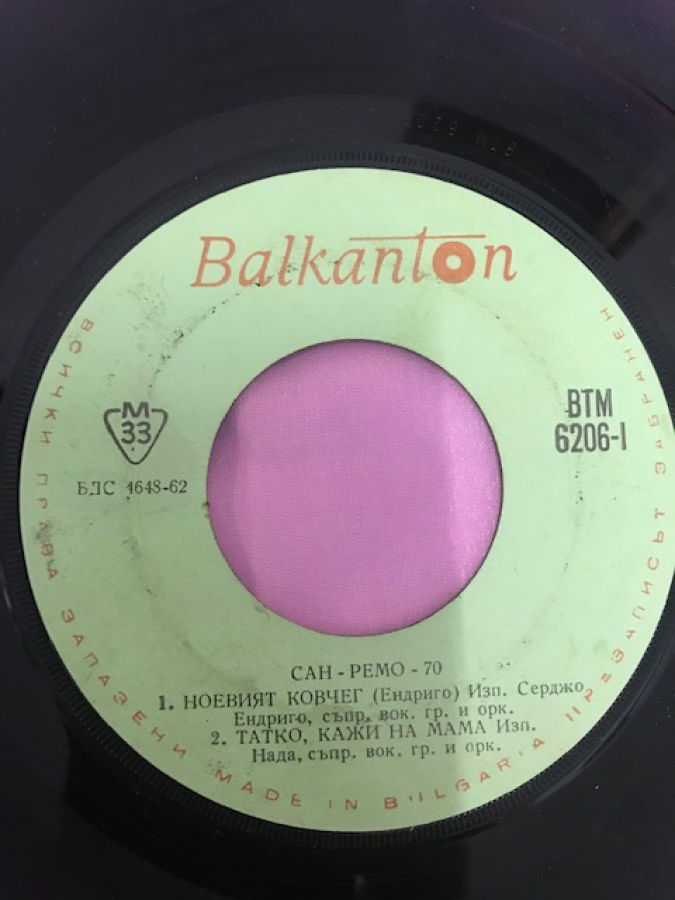 Balkanton
М
33
БДС 4648-62
ВТМ
6206-I
САН - РЕМО - 70
1. НОЕВИЯТ КОВЧЕГ (Ендриго) Изп. Серджо
Ендриго, съпр. вок. гр. и орк.
2. ТАТКО, КАЖИ НА МАМА Изп.
Нада, съпр. вок. гр. и орк.
ВСИЧКИ ПРАВА ЗАПАЗЕНИ MADE IN BULGARIA ПРЕЗАПИСЪТ ЗАБРАНЕН